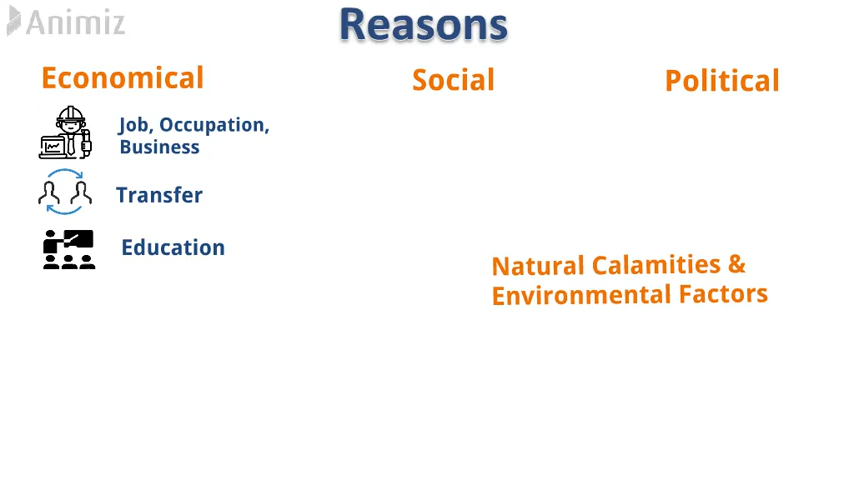 Animiz
Reasons
Economical
Social
Political
Job, Occupation,
Business
Transfer
Education
Natural Calamities &
Environmental Factors